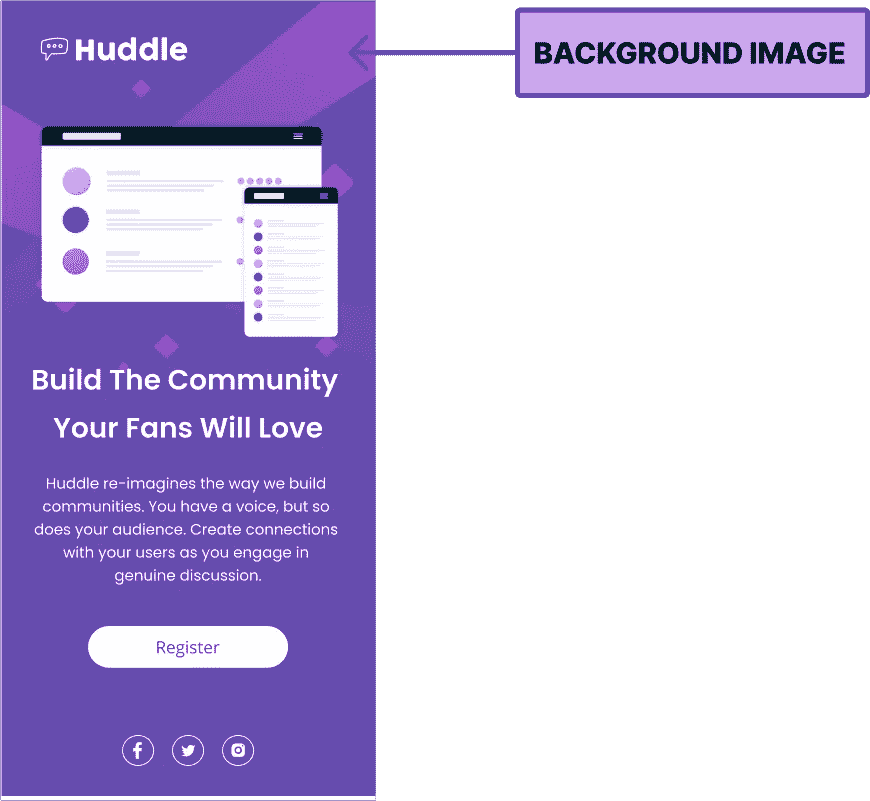 Huddle
BACKGROUND IMAGE
Build The Community
Your Fans Will Love
Huddle re-imagines the way we build
communities. You have a voice, but so
does your audience. Create connections
with your users as you engage in
genuine discussion.
Register